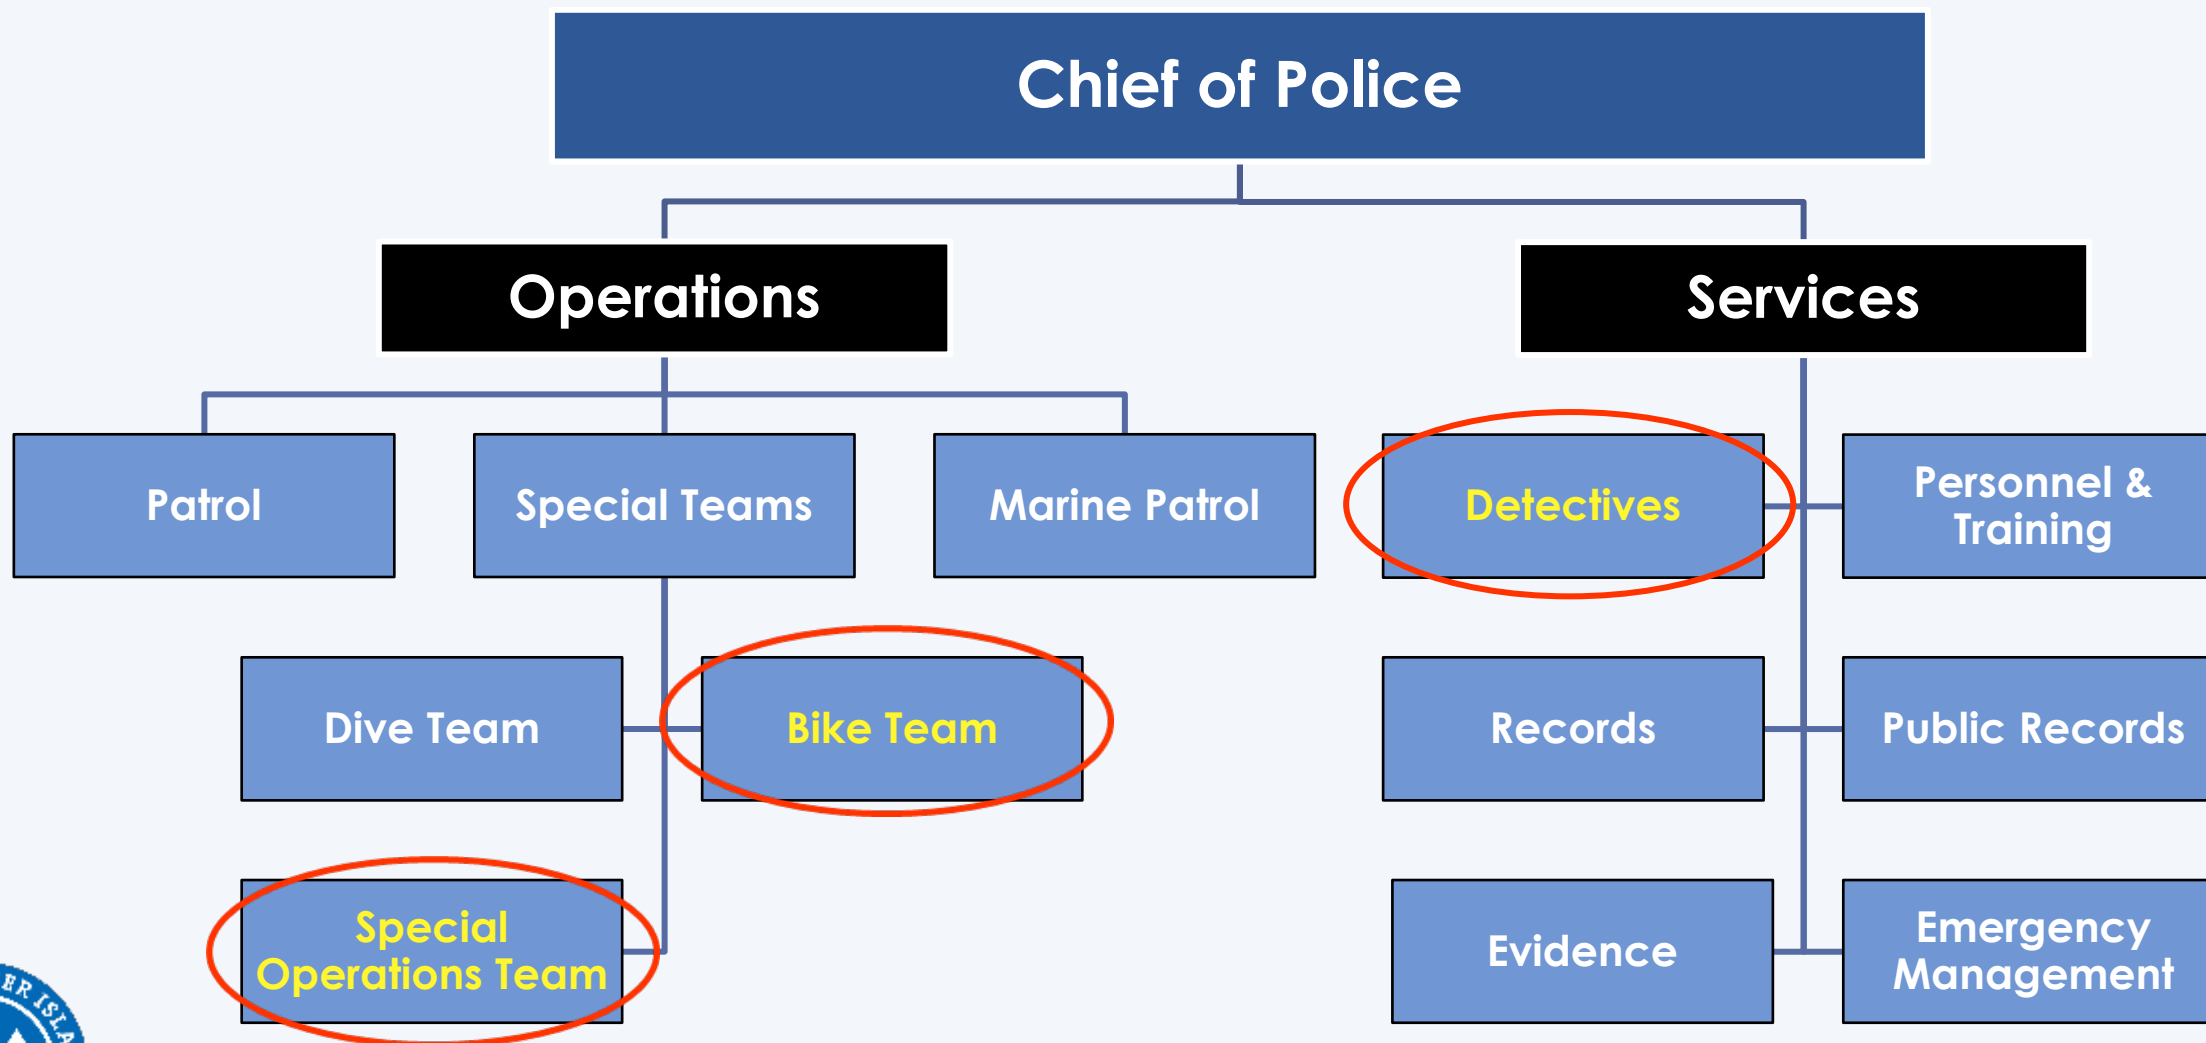 Chief of Police
Operations
Services
Patrol
Special Teams
Marine Patrol
Detectives
Personnel &
Training
Dive Team
Bike Team
Records
Public Records
Special
Operations Team
Evidence
Emergency
Management